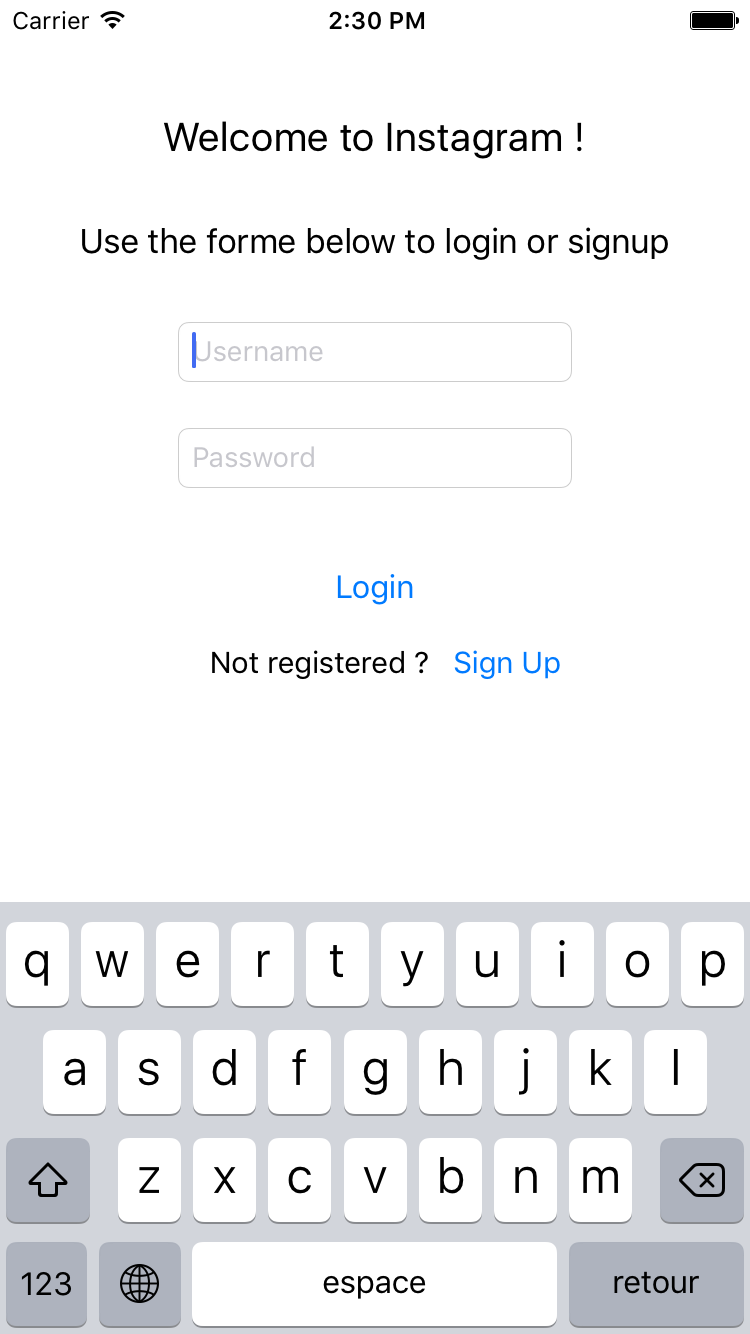 Carrier 2:30 PM
Welcome to Instagram !
Use the forme below to login or signup
Username
Password
Login
Not registered ? Sign Up
q w e r t y u i o p
a s d f g h j k l
z x c v b n m
123 espace retour